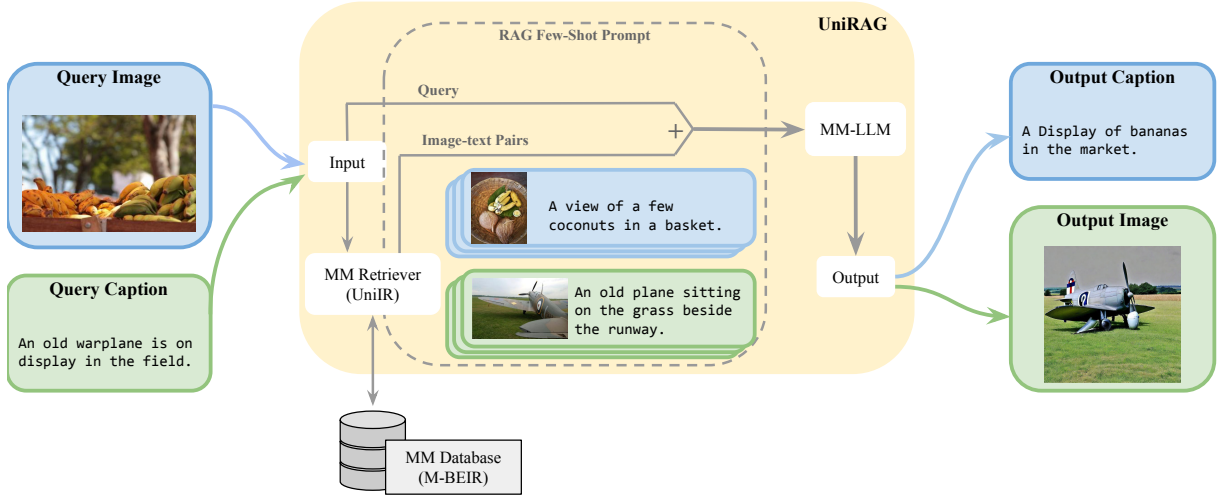 UniRAG
RAG Few-Shot Prompt
Query Image
Query Caption
An old warplane is on
display in the field.
Input
Query
Image-text Pairs
+
MM Retriever
(UniIR)
A view of a few
coconuts in a basket.
An old plane sitting
on the grass beside
the runway.
MM Database
(M-BEIR)
MM-LLM
Output
Output Caption
A Display of bananas
in the market.
Output Image